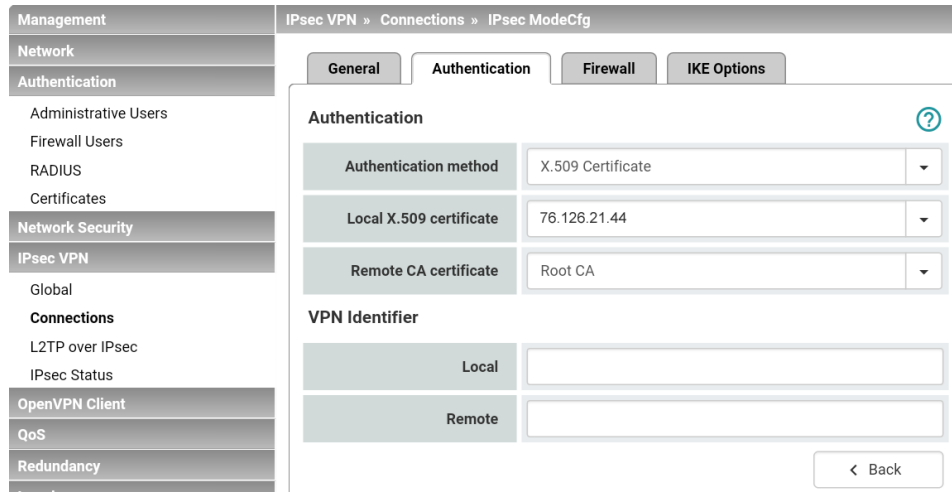 Management
Network
Authentication
Administrative Users
Firewall Users
RADIUS
Certificates
Network Security
IPsec VPN
Global
Connections
L2TP over IPsec
IPsec Status
OpenVPN Client
QoS
Redundancy
IPsec VPN » Connections » IPsec ModeCfg
General Authentication Firewall IKE Options
Authentication ?
Authentication method X.509 Certificate
Local X.509 certificate 76.126.21.44
Remote CA certificate Root CA
VPN Identifier
Local
Remote
Back